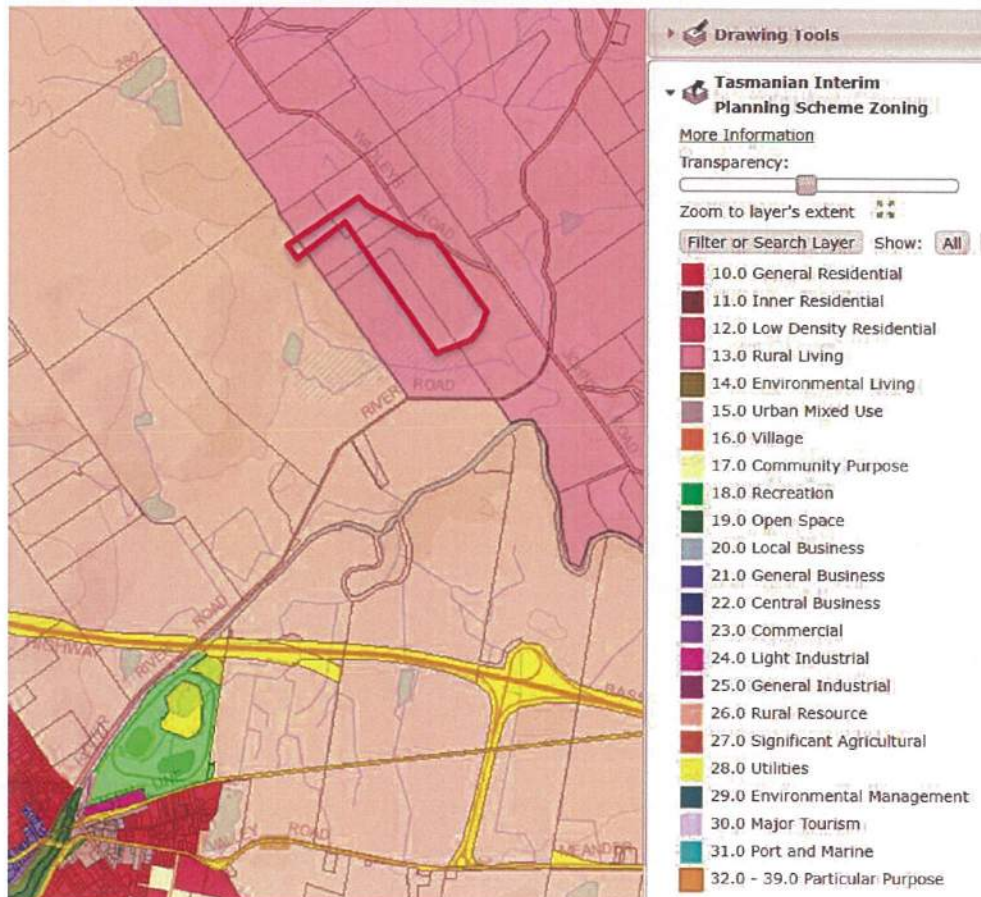 Drawing Tools
Tasmanian Interim
Planning Scheme Zoning
More Information
Transparency:
Zoom to layer's extent
Filter or Search Layer Show: All
10.0 General Residential
11.0 Inner Residential
12.0 Low Density Residential
13.0 Rural Living
14.0 Environmental Living
15.0 Urban Mixed Use
16.0 Village
17.0 Community Purpose
18.0 Recreation
19.0 Open Space
20.0 Local Business
21.0 General Business
22.0 Central Business
23.0 Commercial
24.0 Light Industrial
25.0 General Industrial
26.0 Rural Resource
27.0 Significant Agricultural
28.0 Utilities
29.0 Environmental Management
30.0 Major Tourism
31.0 Port and Marine
32.0 - 39.0 Particular Purpose
ROAD
RIVER ROAD
ROAD
HIGHWAY
RIVER ROAD
BASS
VALLEY ROAD
MEANDER